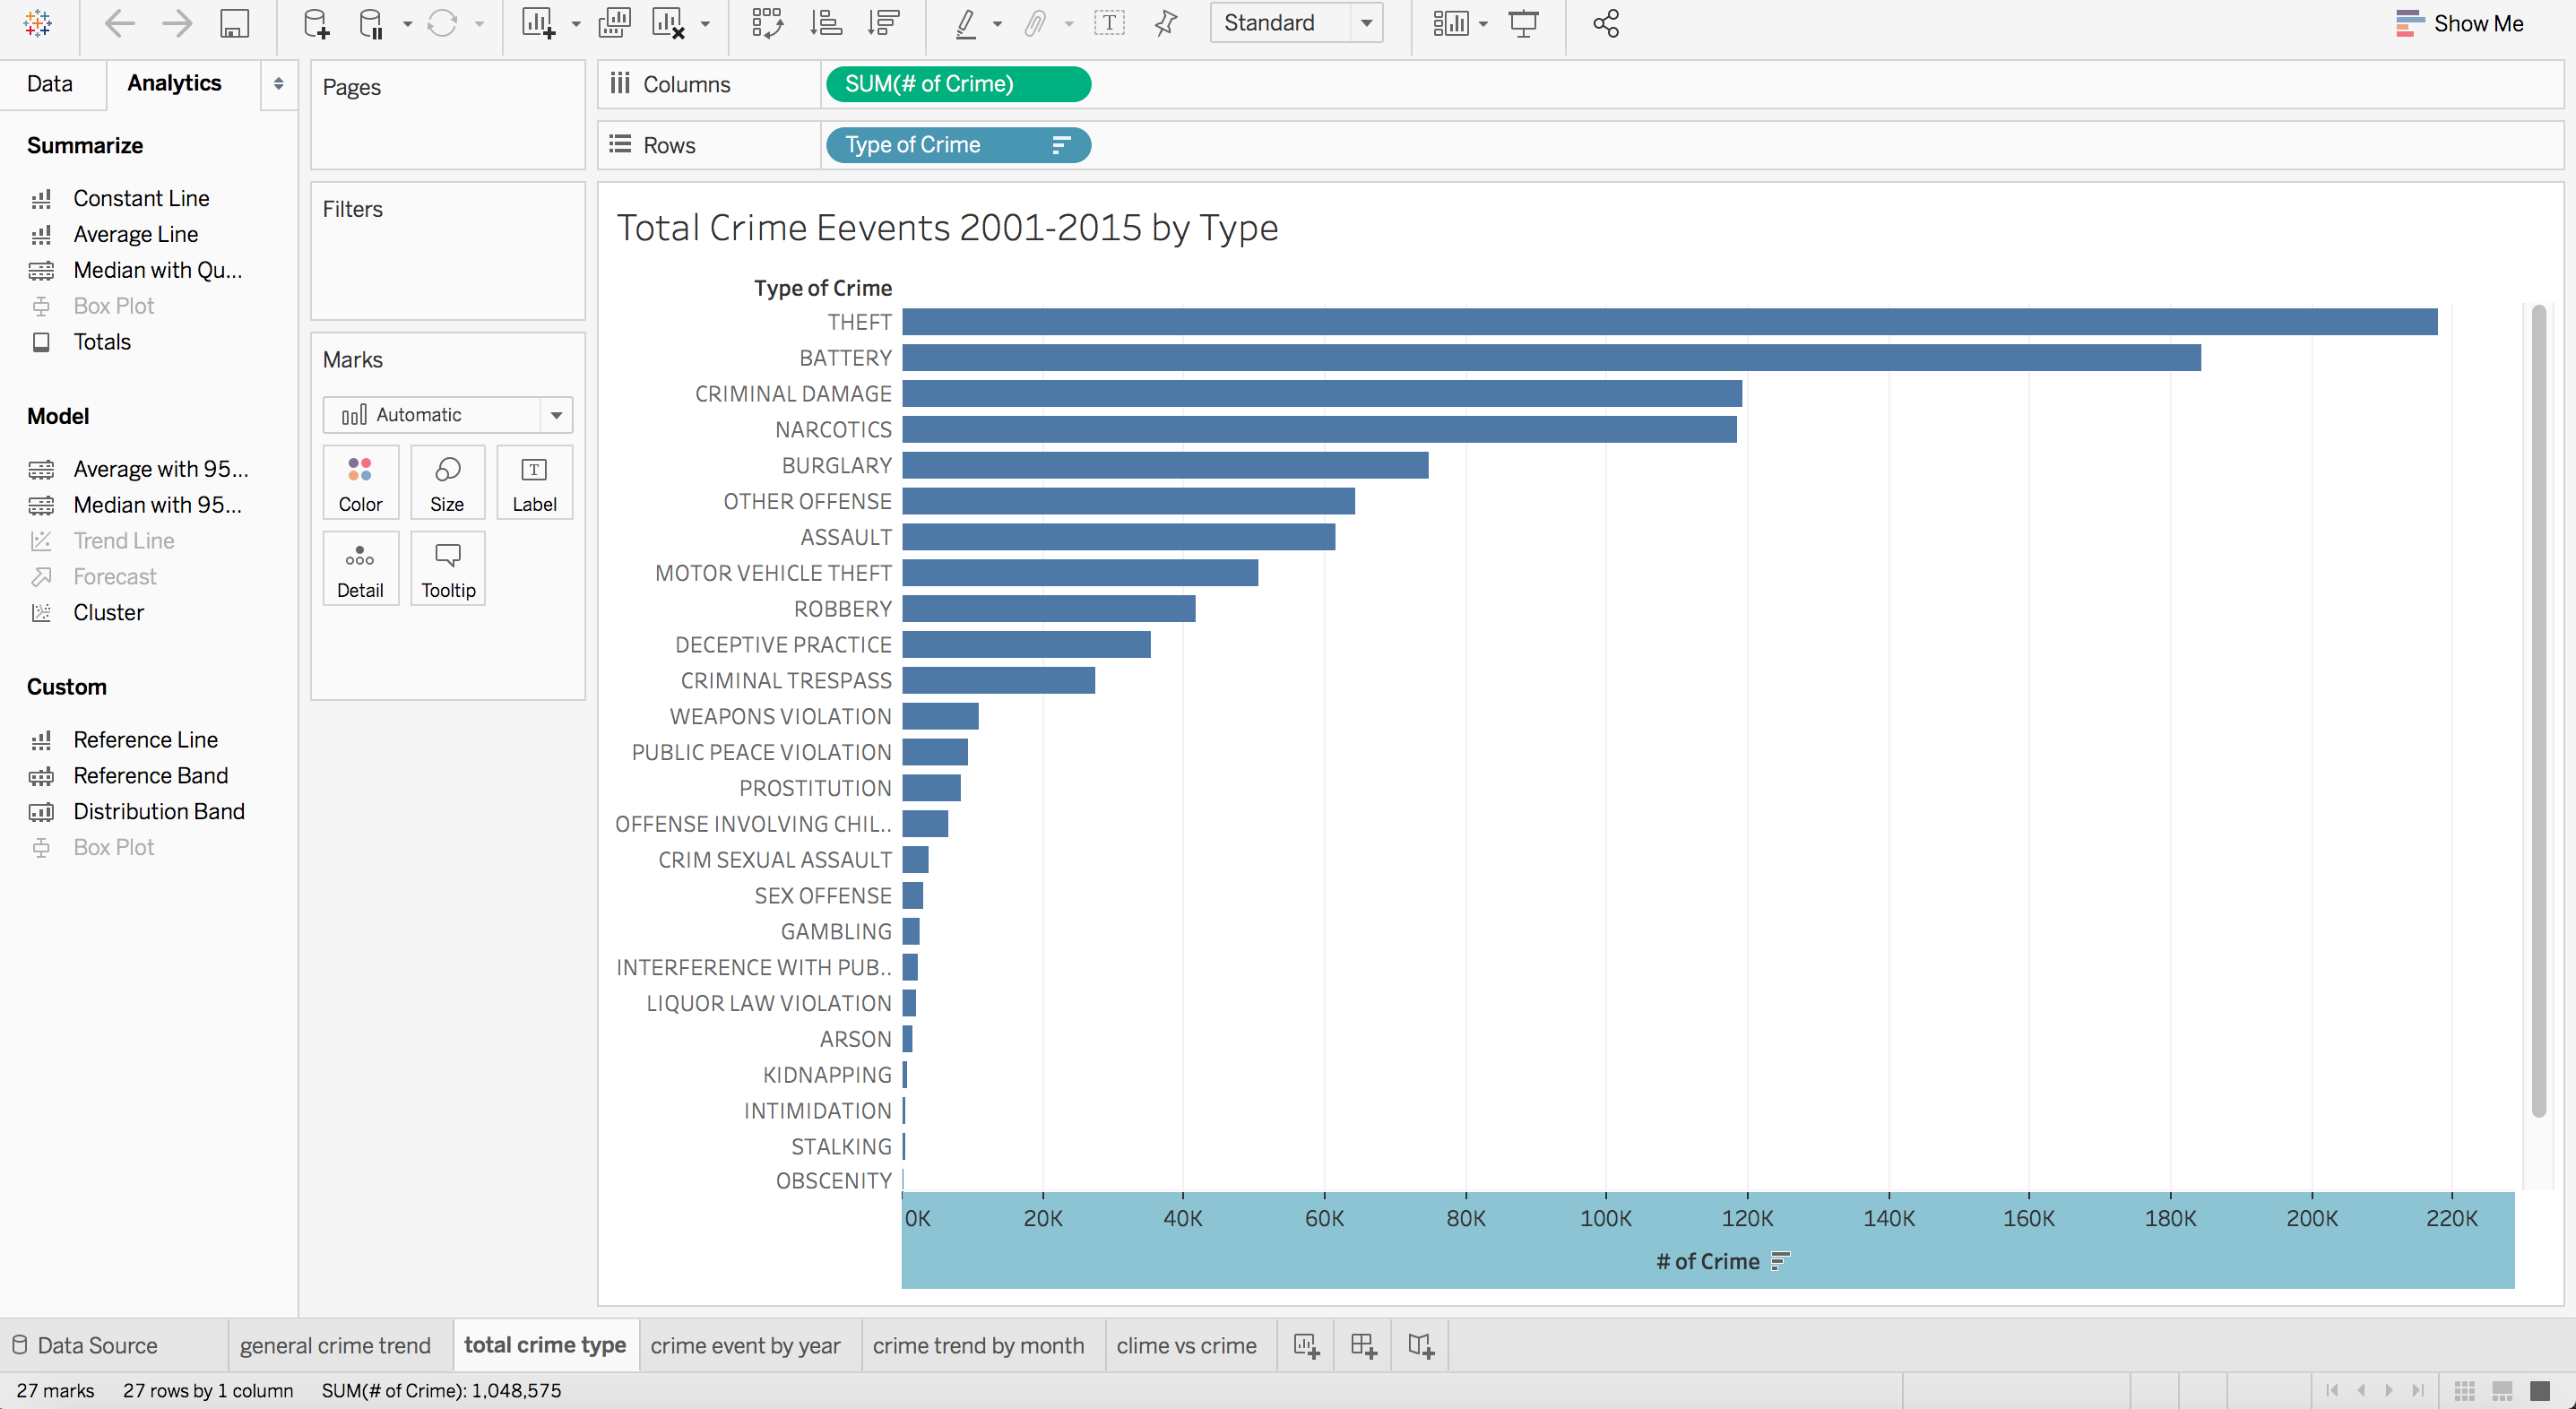 Standard
Show Me
Data
Analytics
Summarize
Constant Line
Average Line
Median with Qu...
Box Plot
Totals
Model
Average with 95...
Median with 95...
Trend Line
Forecast
Cluster
Custom
Reference Line
Reference Band
Distribution Band
Box Plot
Pages
Filters
Marks
Automatic
Color
Size
T
Label
Detail
Tooltip
Columns
SUM(# of Crime)
Rows
Type of Crime
Total Crime Eevents 2001-2015 by Type
Type of Crime
THEFT
BATTERY
CRIMINAL DAMAGE
NARCOTICS
BURGLARY
OTHER OFFENSE
ASSAULT
MOTOR VEHICLE THEFT
ROBBERY
DECEPTIVE PRACTICE
CRIMINAL TRESPASS
WEAPONS VIOLATION
PUBLIC PEACE VIOLATION
PROSTITUTION
OFFENSE INVOLVING CHIL..
CRIM SEXUAL ASSAULT
SEX OFFENSE
GAMBLING
INTERFERENCE WITH PUB..
LIQUOR LAW VIOLATION
ARSON
KIDNAPPING
INTIMIDATION
STALKING
OBSCENITY
0K 20K 40K 60K 80K 100K 120K 140K 160K 180K 200K 220K
# of Crime
Data Source
general crime trend
total crime type
crime event by year
crime trend by month
clime vs crime
27 marks 27 rows by 1 column SUM(# of Crime): 1,048,575